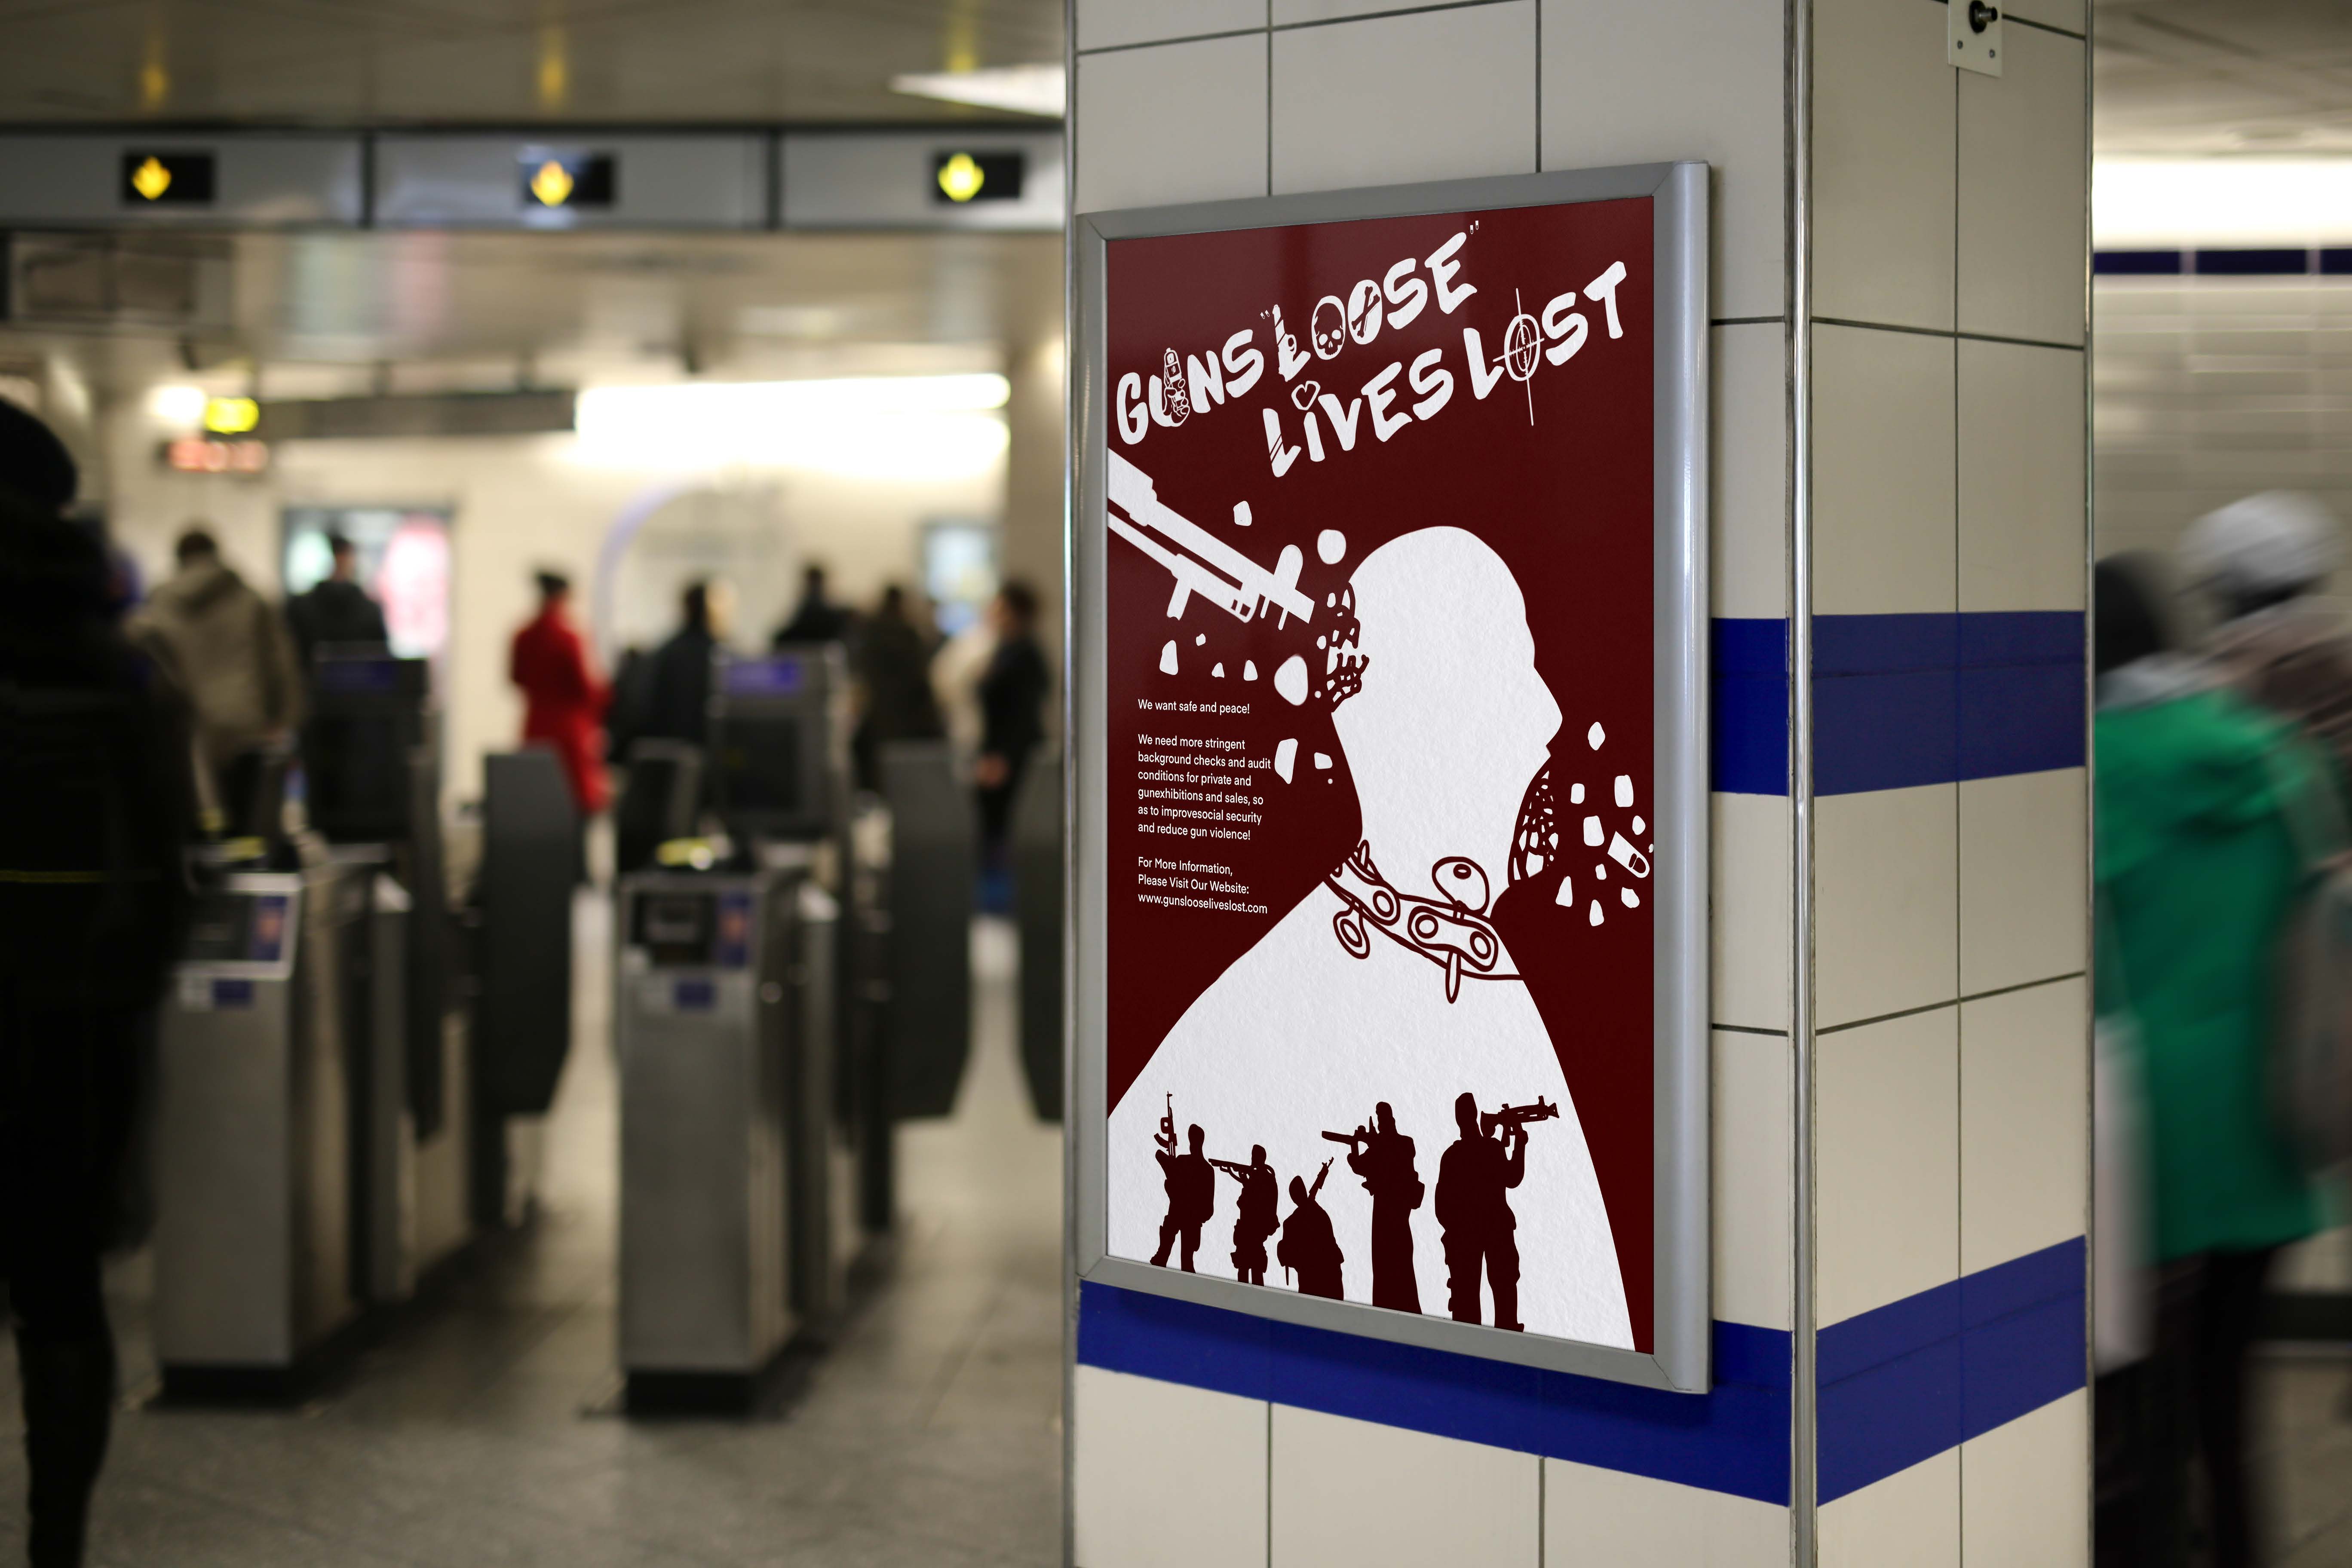 GUNS "LOOSE"
LIVES LOST
We want safe and peace!
We need more stringent
background checks and audit
conditions for private and
gunexhibitions and sales, so
as to improvesocial security
and reduce gun violence!
For More Information,
Please Visit Our Website:
www.gunslooseliveslost.com